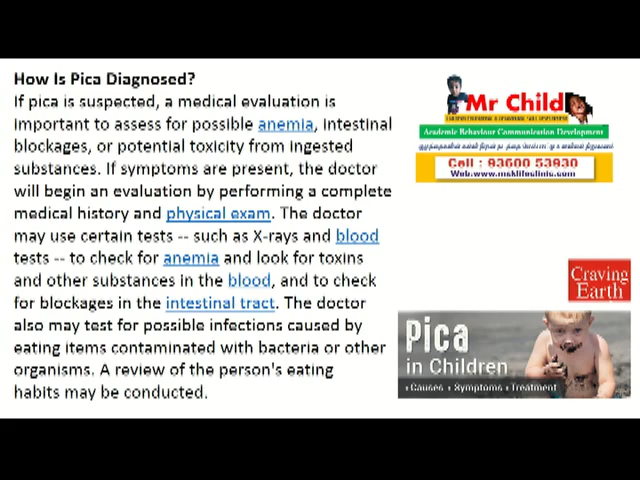 How Is Pica Diagnosed?
If pica is suspected, a medical evaluation is
important to assess for possible anemia, intestinal
blockages, or potential toxicity from ingested
substances. If symptoms are present, the doctor
will begin an evaluation by performing a complete
medical history and physical exam. The doctor
may use certain tests -- such as X-rays and blood
tests -- to check for anemia and look for toxins
and other substances in the blood, and to check
for blockages in the intestinal tract. The doctor
also may test for possible infections caused by
eating items contaminated with bacteria or other
organisms. A review of the person's eating
habits may be conducted.
Mr Child
Academic Behaviour Communication Development
Call : 93600 53930
Web.www.msklifeclinic.com
Craving
Earth
Pica
in Children
• Causes • Symptoms • Treatment